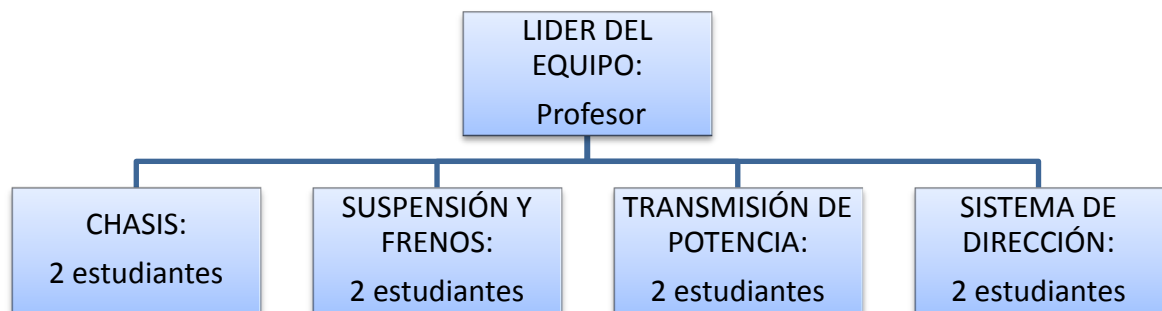 LIDER DEL
EQUIPO:
Profesor
CHASIS:
2 estudiantes
SUSPENSIÓN Y
FRENOS:
2 estudiantes
TRANSMISIÓN DE
POTENCIA:
2 estudiantes
SISTEMA DE
DIRECCIÓN:
2 estudiantes